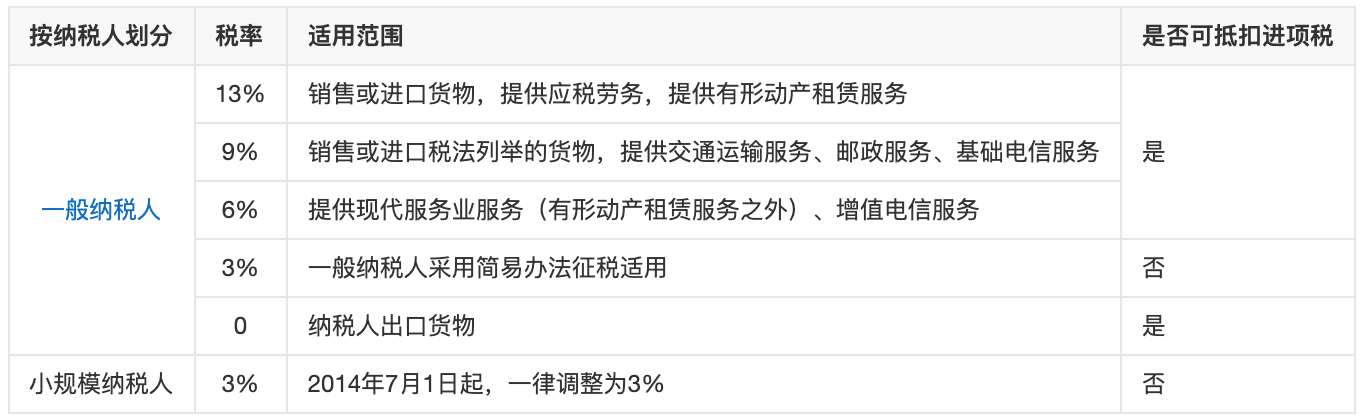 按纳税人划分 税率 适用范围 是否可抵扣进项税
13% 销售或进口货物，提供应税劳务，提供有形动产租赁服务
9% 销售或进口税法列举的货物，提供交通运输服务、邮政服务、基础电信服务 是
一般纳税人 6% 提供现代服务业服务（有形动产租赁服务之外）、增值电信服务
3% 一般纳税人采用简易办法征税适用 否
0 纳税人出口货物 是
小规模纳税人 3% 2014年7月1日起，一律调整为3% 否